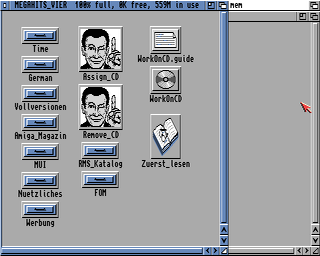 MEGAHITS_VIER 100% full, 0K free, 559M in use
mem
Time
Assign_CD
WorkOnCD.guide
German
Vollversionen
WorkOnCD
Amiga_Magazin
Remove_CD
MUI
RMS_Katalog
Zuerst_lesen
Nuetzliches
FOM
Werbung